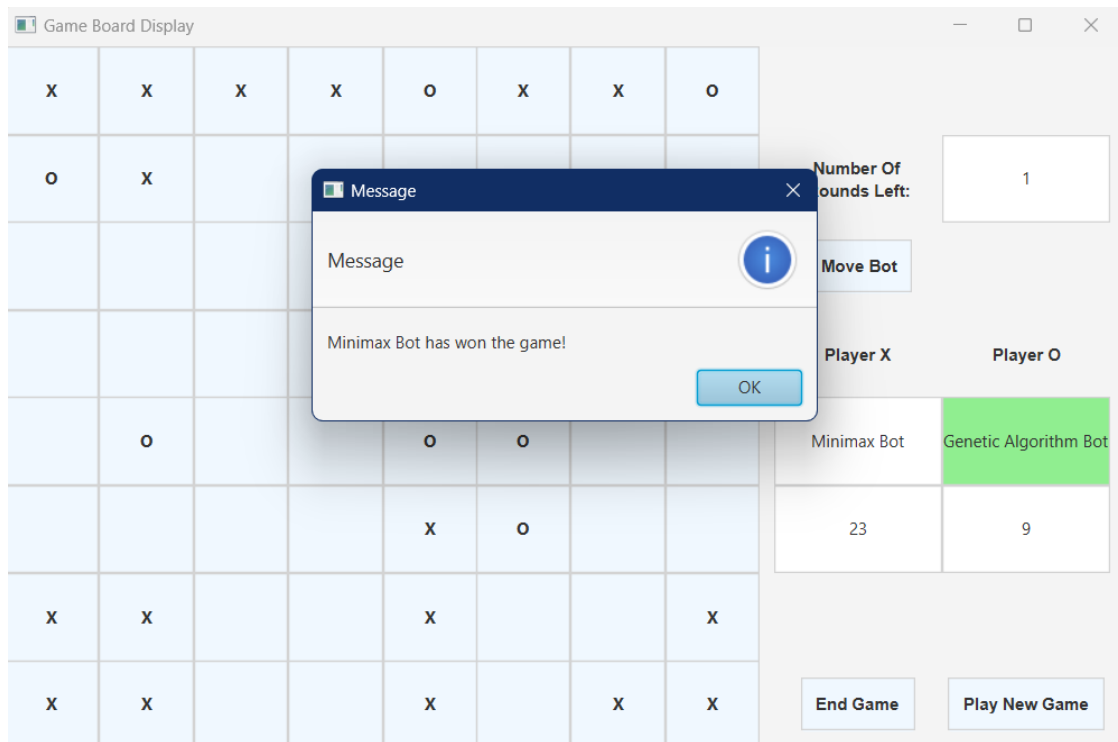 Game Board Display
X X X X O X X O
O X
Number Of
ounds Left:
1
Message
Message
Move Bot
Minimax Bot has won the game!
OK
Player X Player O
O O O
Minimax Bot Genetic Algorithm Bot
X O
23 9
X X X X
X X X X X
End Game Play New Game